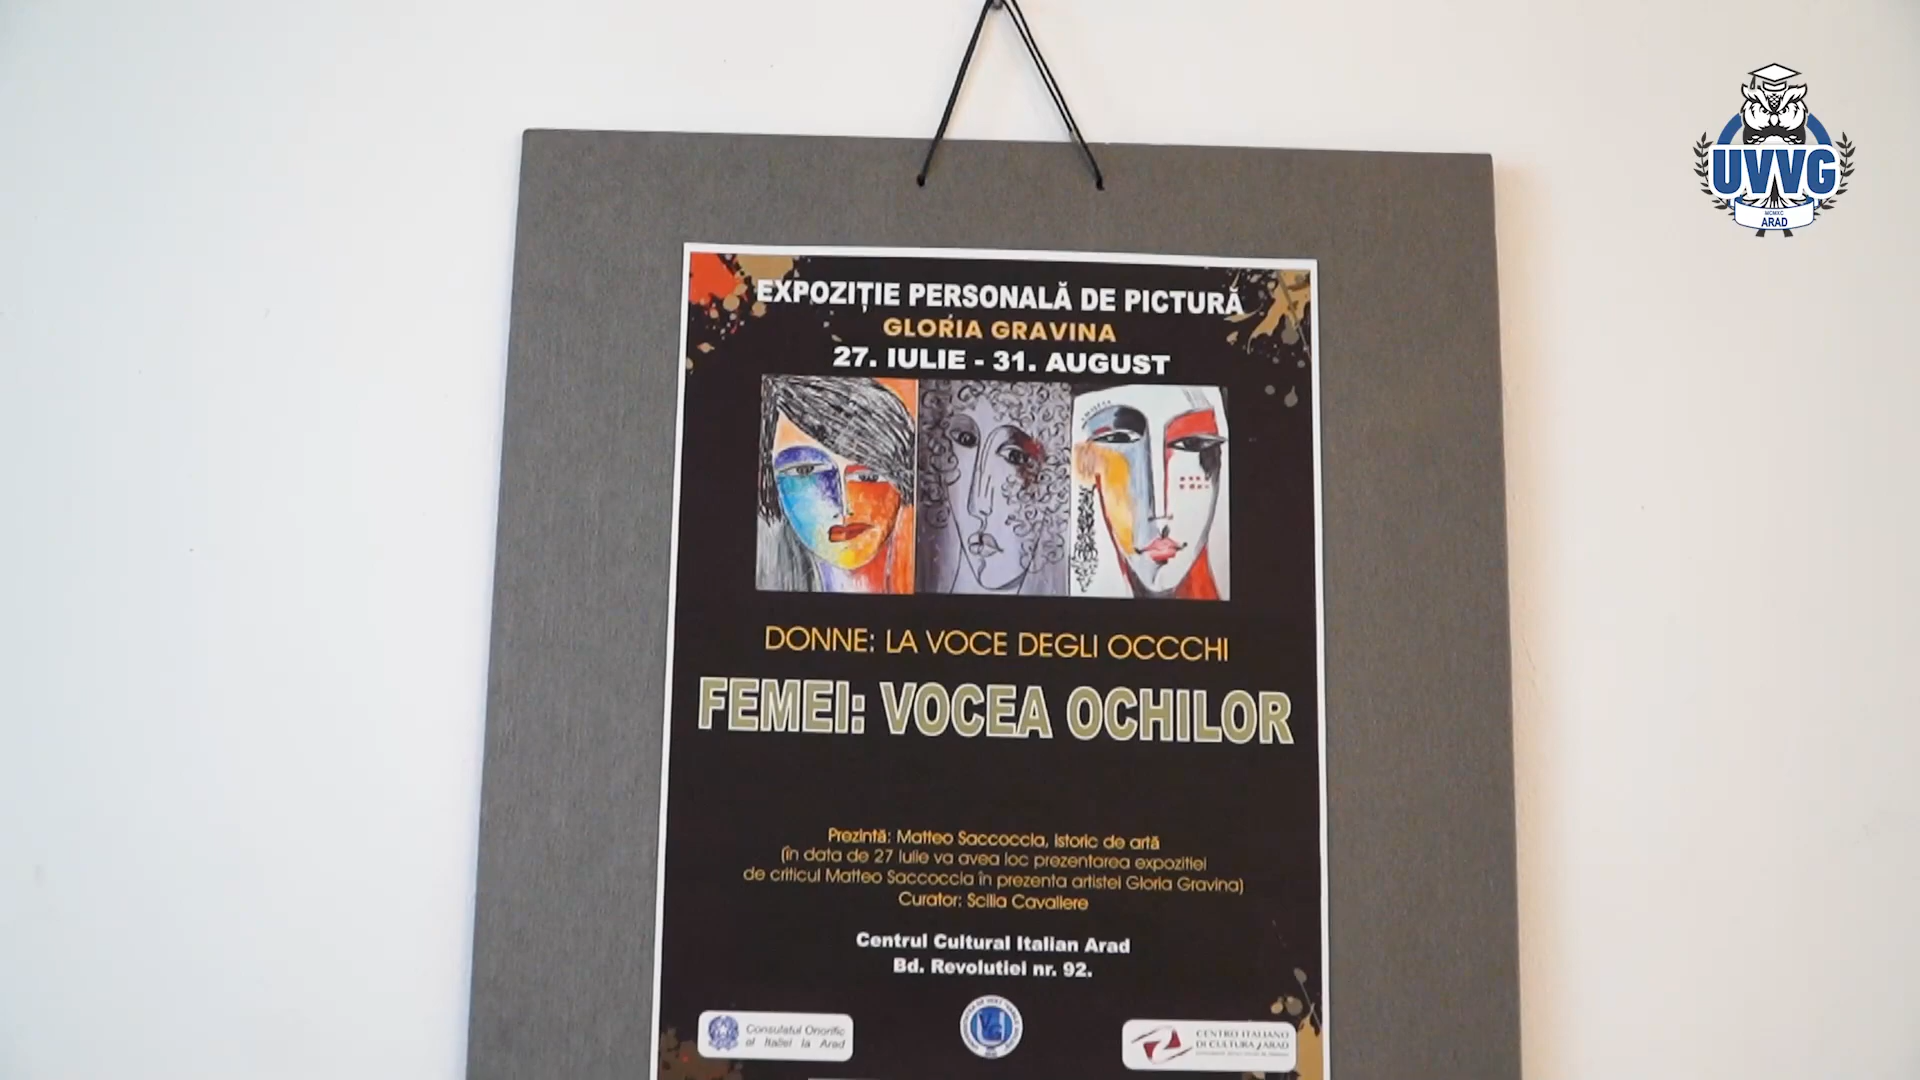 UVVG
MCMXC
ARAD
EXPOZIȚIE PERSONALĂ DE PICTURĂ
GLORIA GRAVINA
27. IULIE - 31. AUGUST
DONNE: LA VOCE DEGLI OCCCHI
FEMEI: VOCEA OCHILOR
Prezintă: Matteo Saccoccia, istoric de artă
(în data de 27 iulie va avea loc prezentarea expozitiei
de criticul Matteo Saccoccia în prezenta artistei Gloria Gravina)
Curator: Scilla Cavaliere
Centrul Cultural Italian Arad
Bd. Revolutiei nr. 92.
Consulatul Onorific
al Italiei la Arad
CENTRO ITALIANO
DI CULTURA ARAD